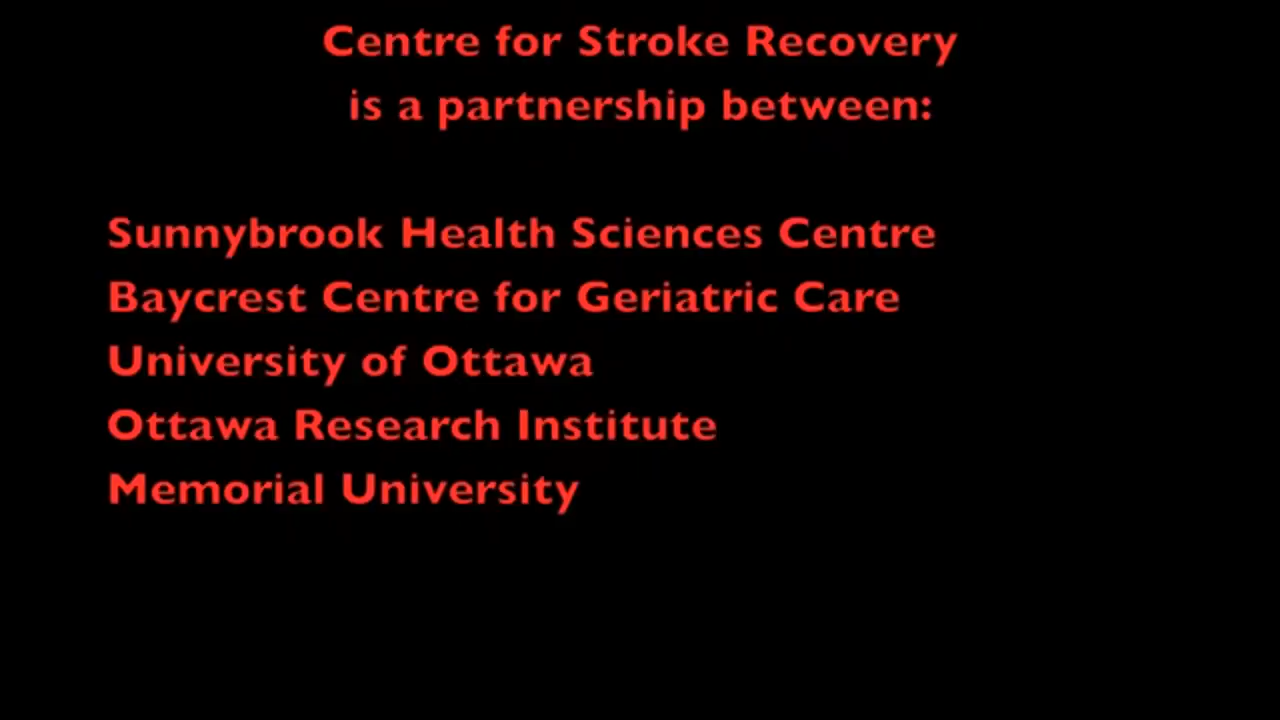 Centre for Stroke Recovery
is a partnership between:
Sunnybrook Health Sciences Centre
Baycrest Centre for Geriatric Care
University of Ottawa
Ottawa Research Institute
Memorial University